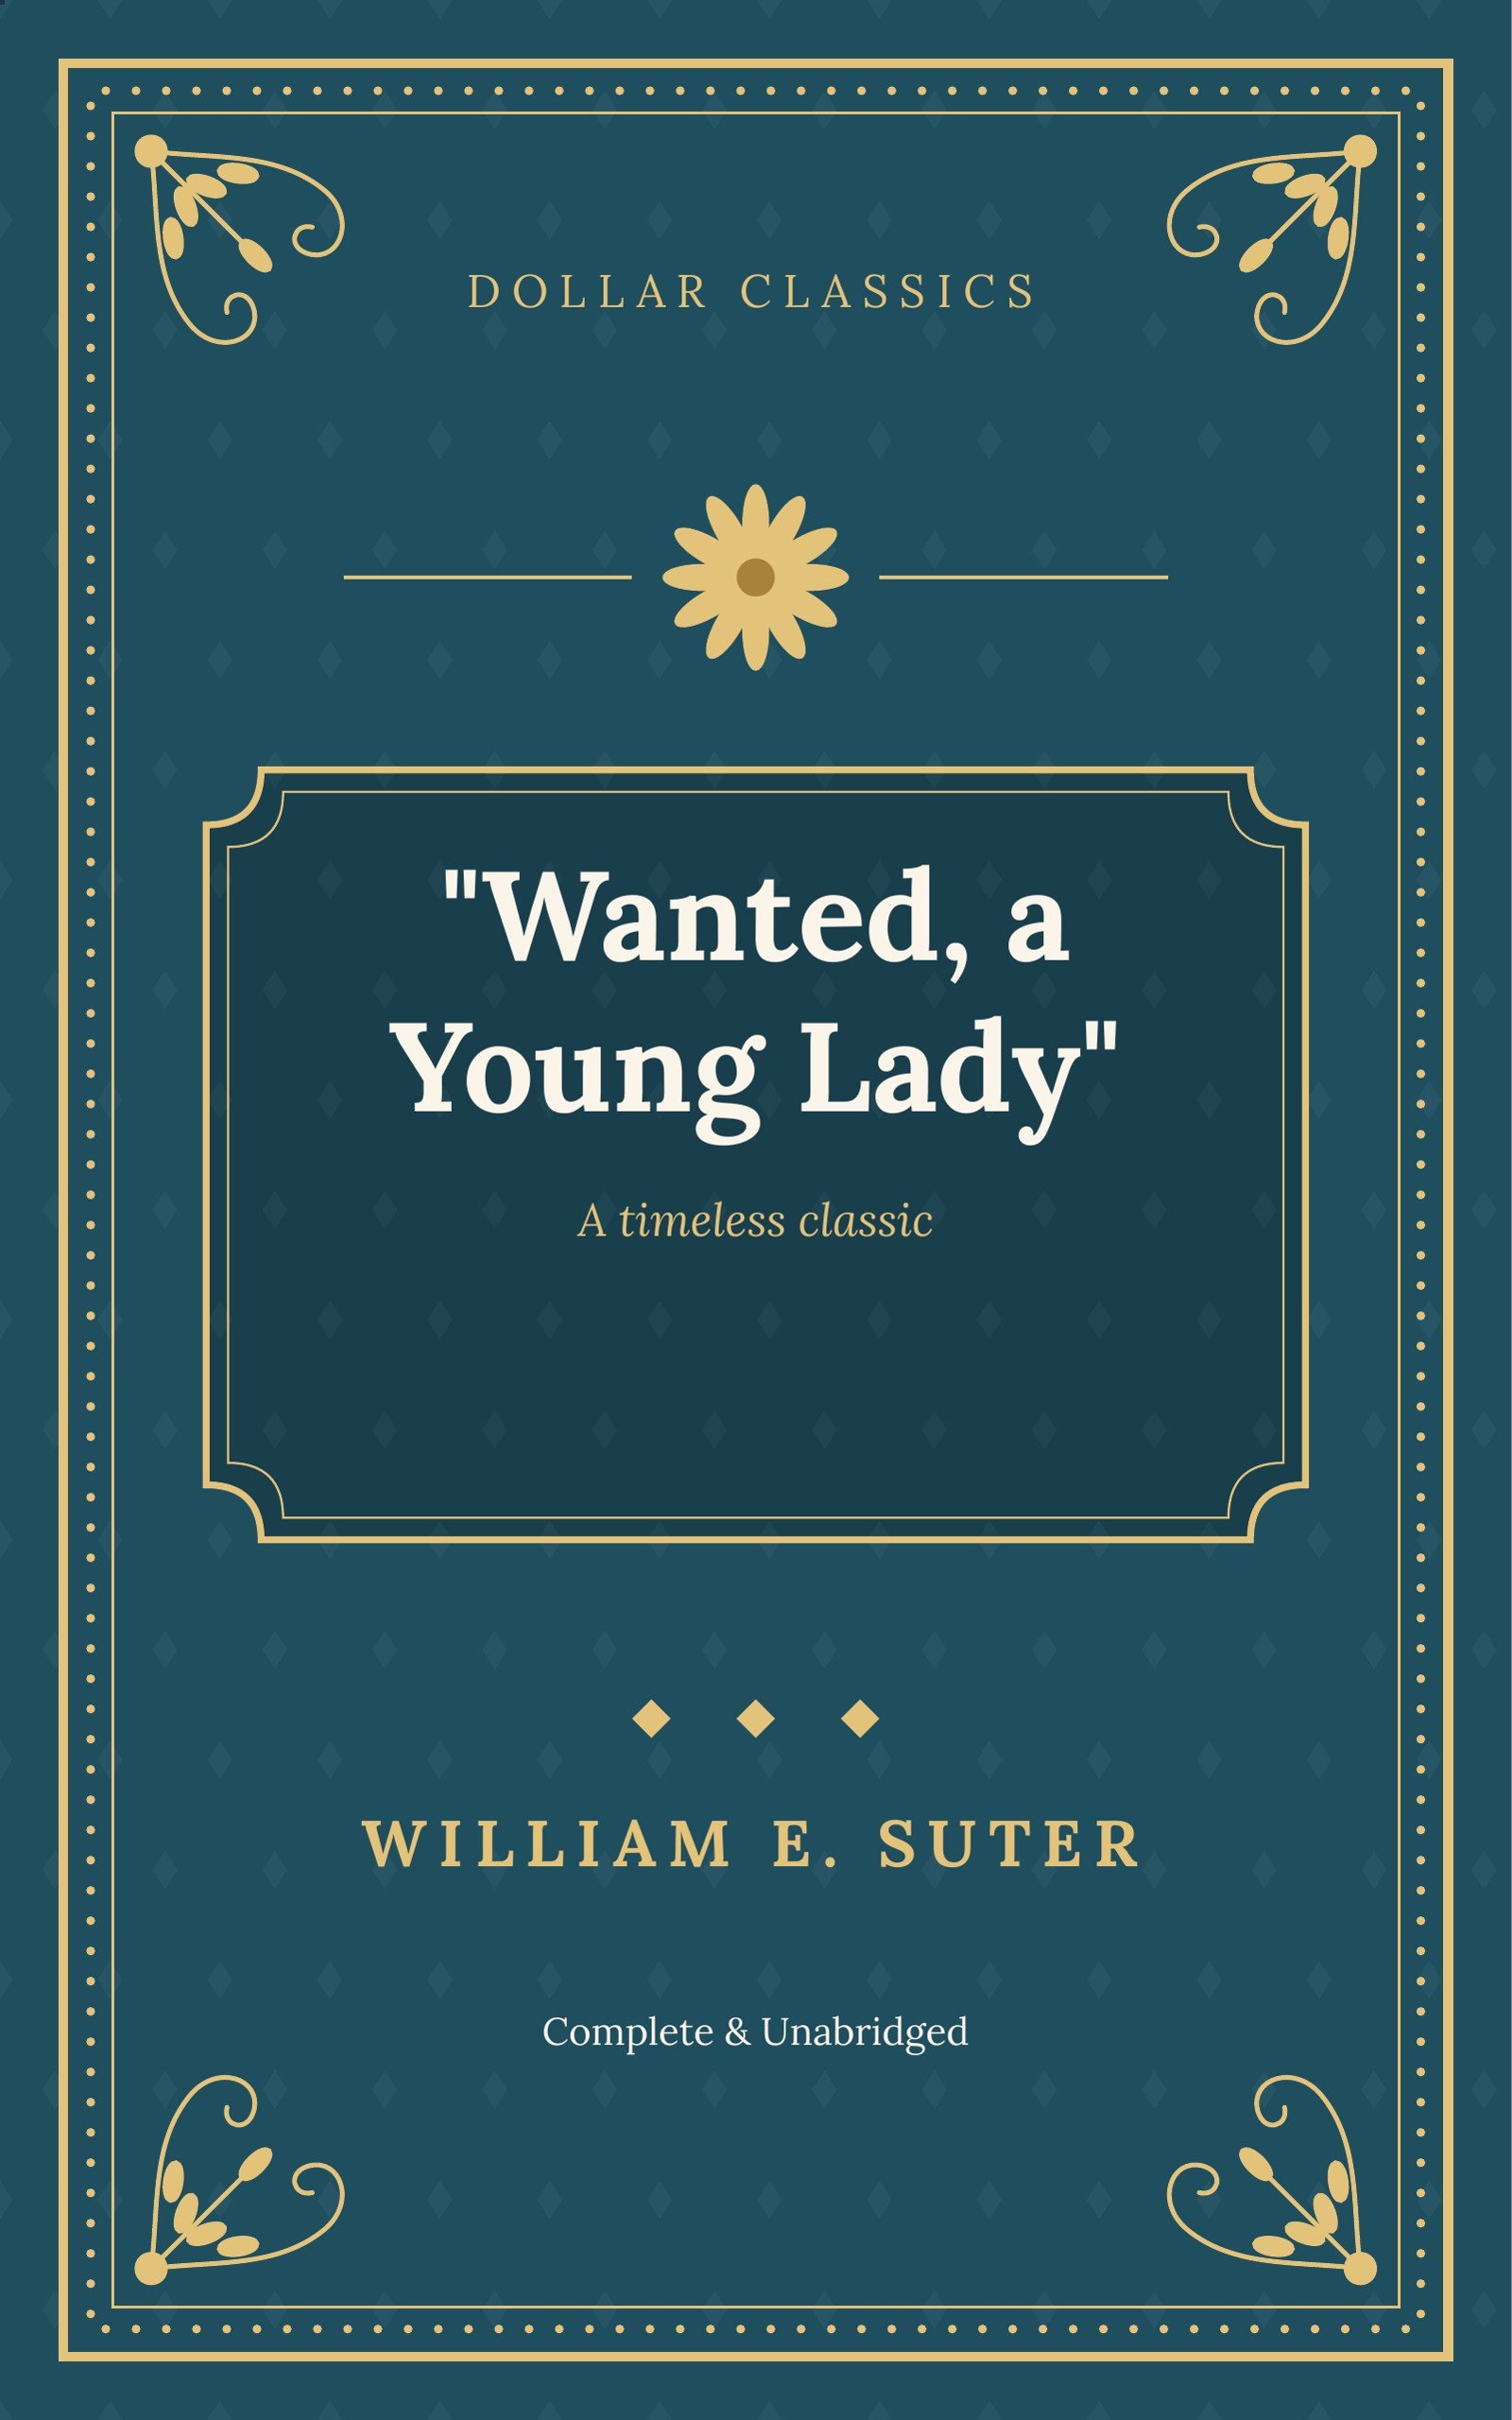 DOLLAR CLASSICS
"Wanted, a
Young Lady"
A timeless classic
WILLIAM E. SUTER
Complete & Unabridged